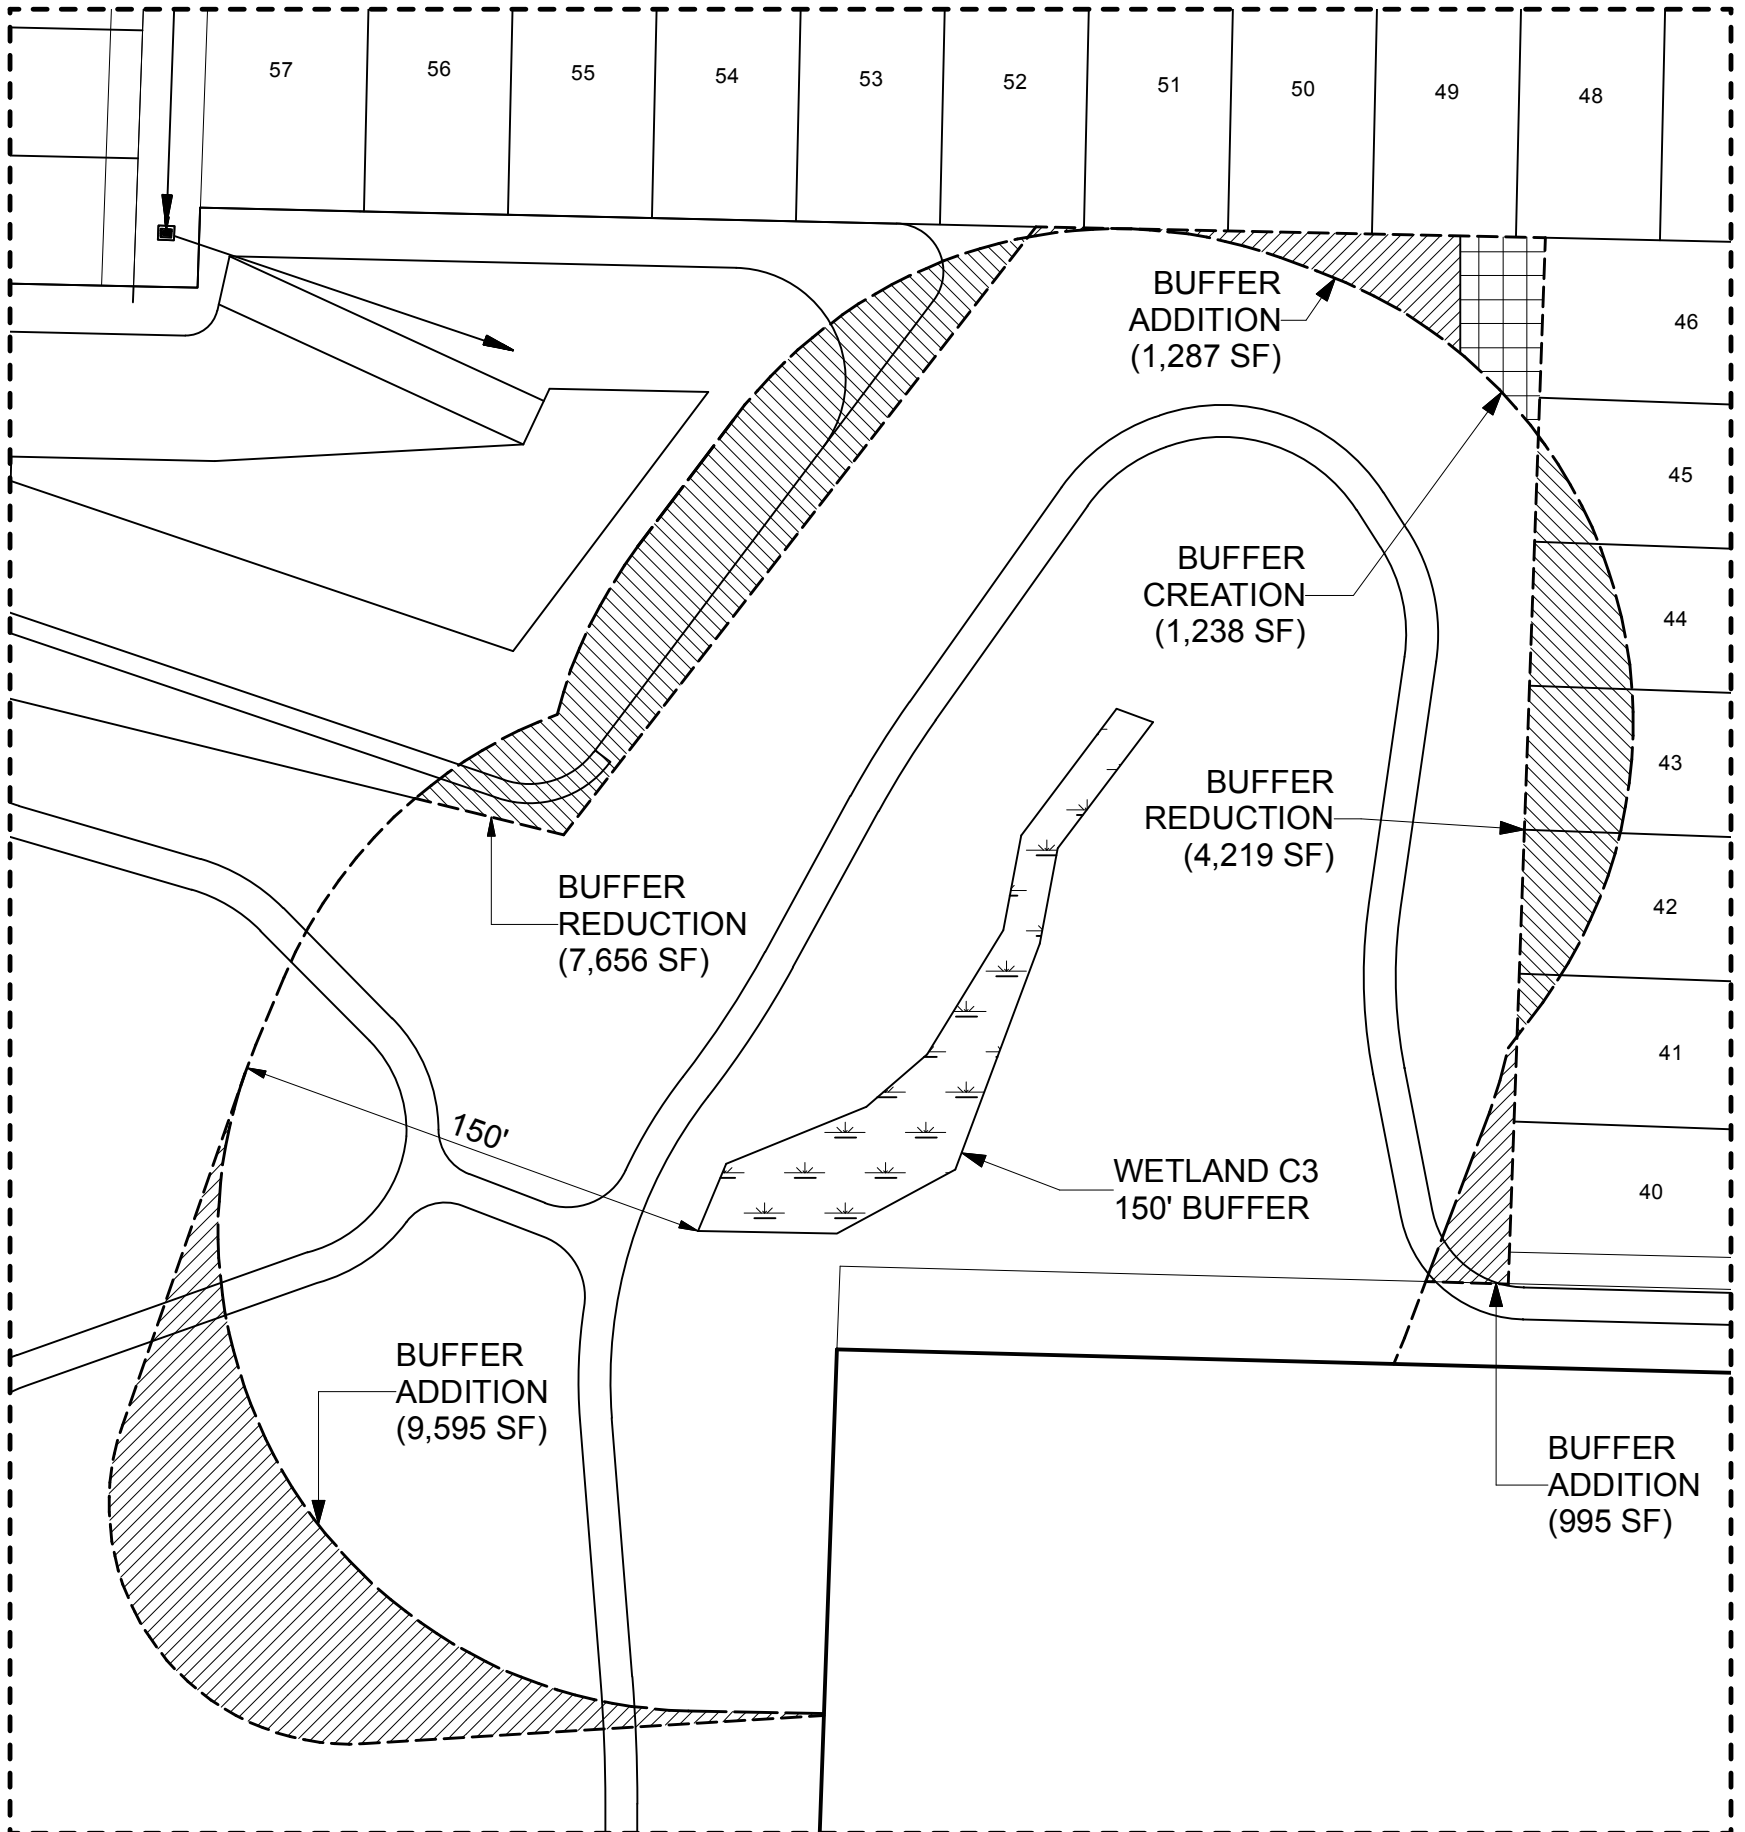 57
56
55
54
53
52
51
50
49
48
BUFFER
ADDITION
(1,287 SF)
46
45
BUFFER
CREATION
(1,238 SF)
44
43
BUFFER
REDUCTION
(4,219 SF)
BUFFER
REDUCTION
(7,656 SF)
42
41
150'
WETLAND C3
150' BUFFER
40
BUFFER
ADDITION
(9,595 SF)
BUFFER
ADDITION
(995 SF)